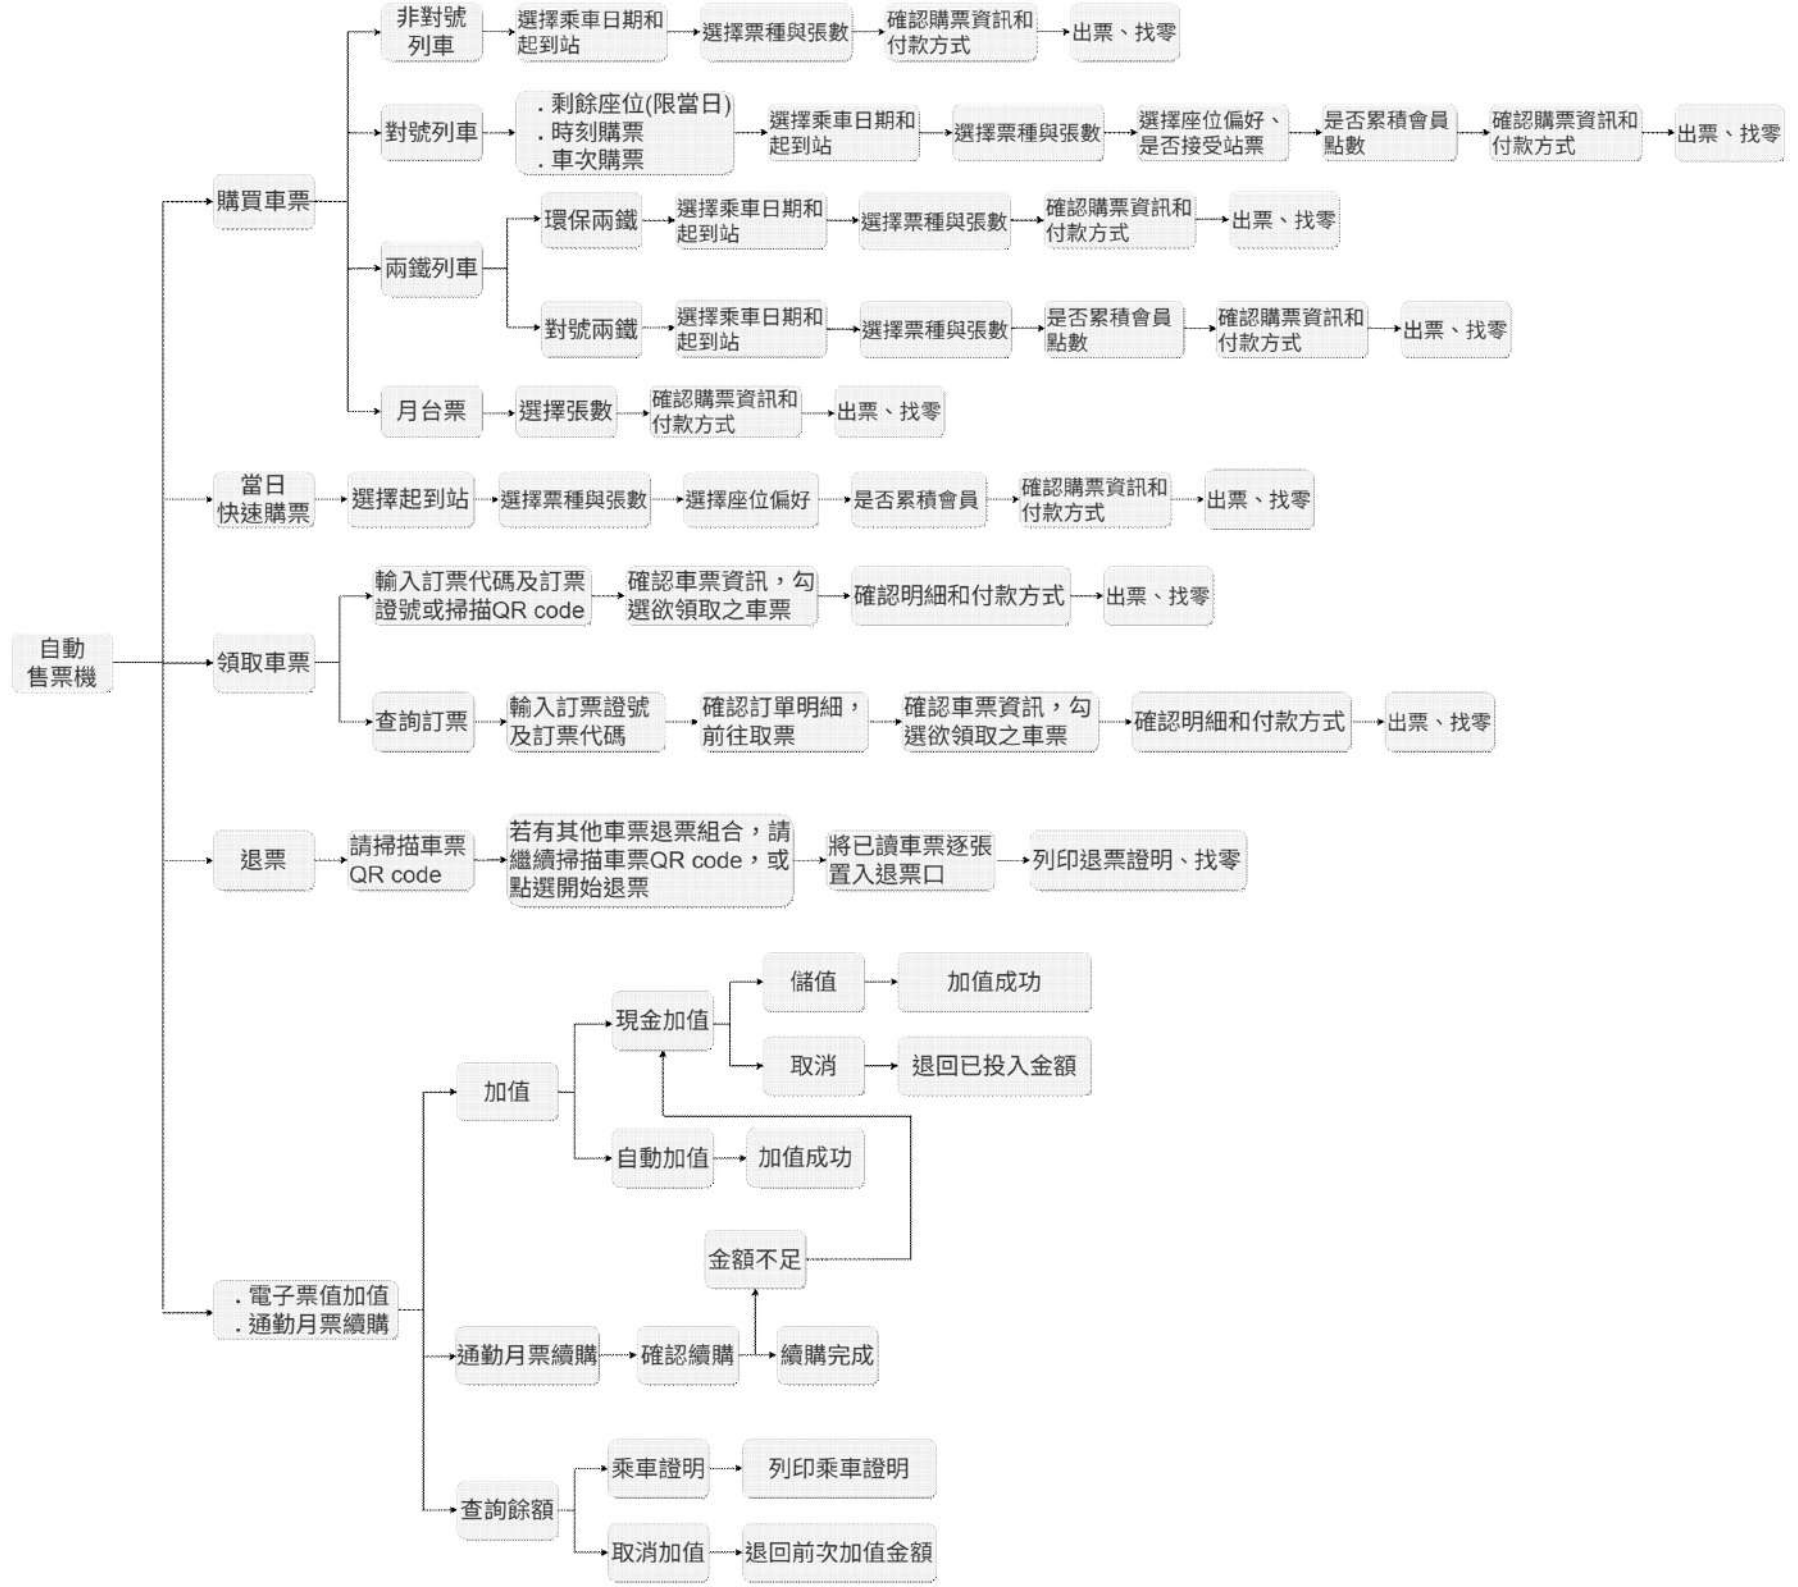 非對號
列車
選擇乘車日期和
起到站
選擇票種與張數
確認購票資訊和
付款方式
出票、找零
對號列車
．剩餘座位(限當日)
．時刻購票
．車次購票
選擇乘車日期和
起到站
選擇票種與張數
選擇座位偏好、
是否接受站票
是否累積會員
點數
確認購票資訊和
付款方式
出票、找零
購買車票
兩鐵列車
環保兩鐵
選擇乘車日期和
起到站
選擇票種與張數
確認購票資訊和
付款方式
出票、找零
對號兩鐵
選擇乘車日期和
起到站
選擇票種與張數
是否累積會員
點數
確認購票資訊和
付款方式
出票、找零
月台票
選擇張數
確認購票資訊和
付款方式
出票、找零
當日
快速購票
選擇起到站
選擇票種與張數
選擇座位偏好
是否累積會員
確認購票資訊和
付款方式
出票、找零
自動
售票機
領取車票
輸入訂票代碼及訂票
證號或掃描QR code
確認車票資訊，勾
選欲領取之車票
確認明細和付款方式
出票、找零
查詢訂票
輸入訂票證號
及訂票代碼
確認訂單明細，
前往取票
確認車票資訊，勾
選欲領取之車票
確認明細和付款方式
出票、找零
退票
請掃描車票
QR code
若有其他車票退票組合，請
繼續掃描車票QR code，或
點選開始退票
將已讀車票逐張
置入退票口
列印退票證明、找零
．電子票值加值
．通勤月票續購
加值
現金加值
儲值
加值成功
取消
退回已投入金額
自動加值
加值成功
金額不足
通勤月票續購
確認續購
續購完成
查詢餘額
乘車證明
列印乘車證明
取消加值
退回前次加值金額